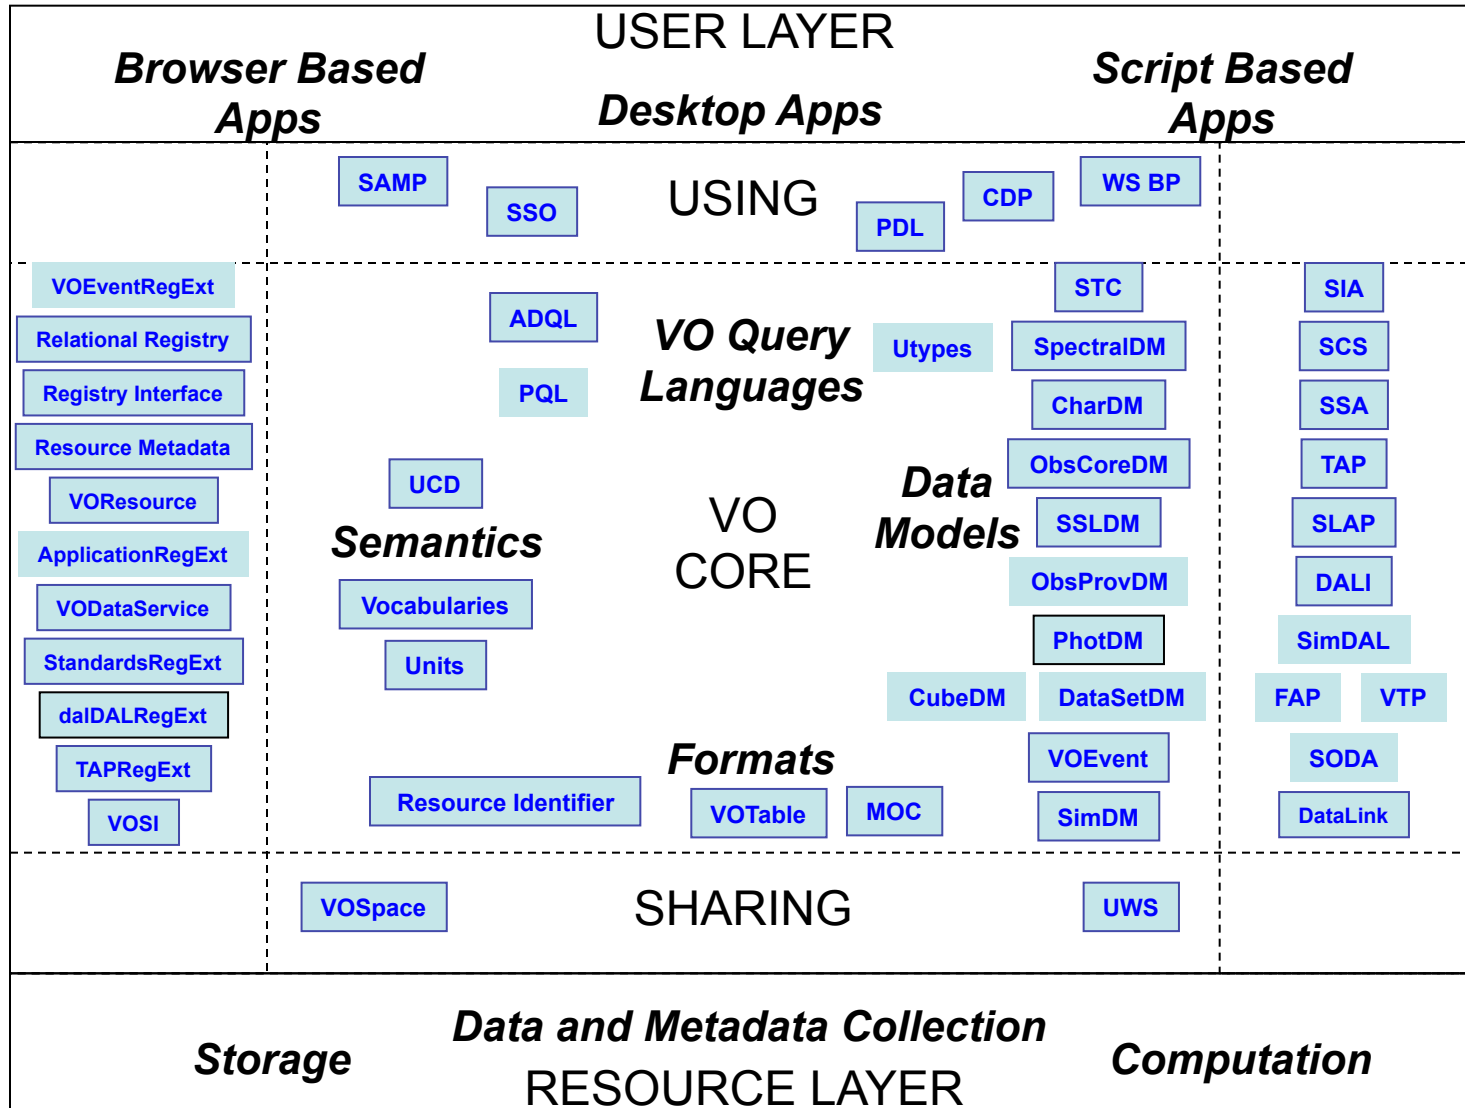 USER LAYER
Browser Based
Apps
Desktop Apps
Script Based
Apps
SAMP
SSO
USING
PDL
CDP
WS BP
VOEventRegExt
Relational Registry
Registry Interface
Resource Metadata
VOResource
ApplicationRegExt
VODataService
StandardsRegExt
dalDALRegExt
TAPRegExt
VOSI
ADQL
PQL
VO Query
Languages
UCD
Semantics
Vocabularies
Units
VO
CORE
Resource Identifier
Formats
VOTable
MOC
Utypes
Data
Models
STC
SpectralDM
CharDM
ObsCoreDM
SSLDM
ObsProvDM
PhotDM
CubeDM
DataSetDM
VOEvent
SimDM
SIA
SCS
SSA
TAP
SLAP
DALI
SimDAL
FAP
VTP
SODA
DataLink
VOSpace
SHARING
UWS
Storage
Data and Metadata Collection
Computation
RESOURCE LAYER